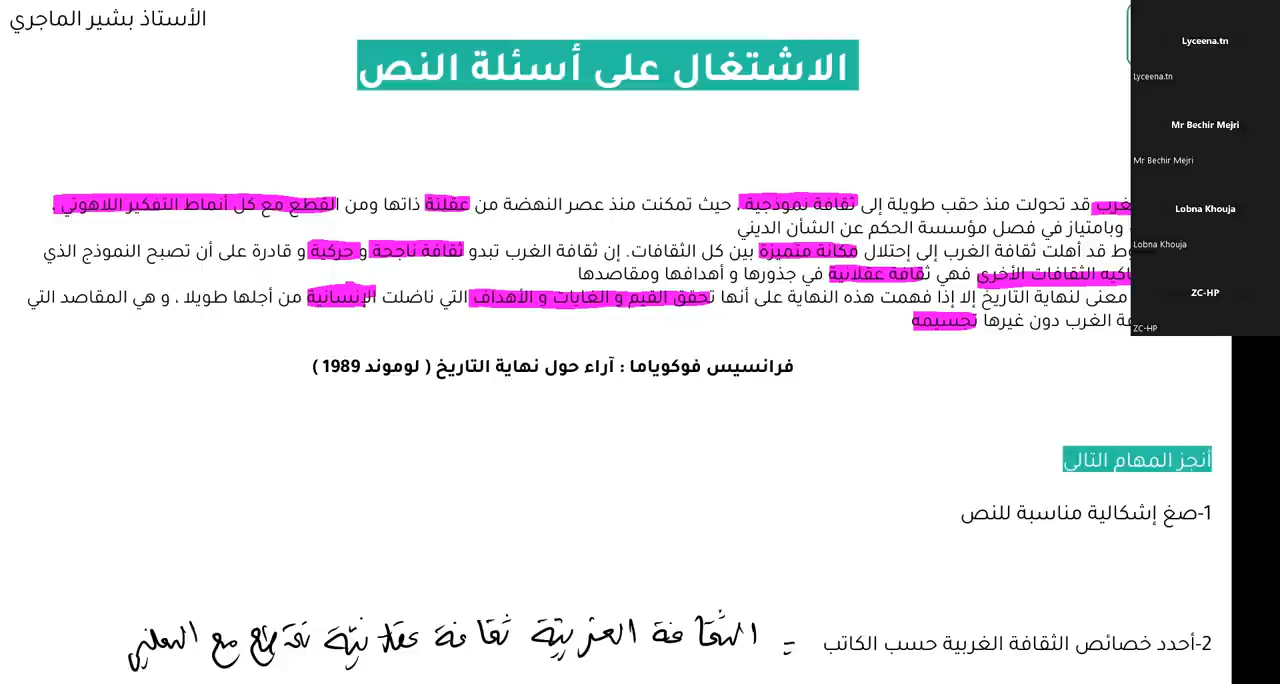 الأستاذ بشير الماجري
الاشتغال على أسئلة النص
قد تحولت منذ حقب طويلة إلى ثقافة نموذجية ، حيث تمكنت منذ عصر النهضة من عقلنة ذاتها ومن القطع مع كل أنماط التفكير اللاهوتي .
وبامتياز في فصل مؤسسة الحكم عن الشأن الديني
قد أهلت ثقافة الغرب إلى إحتلال مكانة متميزة بين كل الثقافات. إن ثقافة الغرب تبدو ثقافة ناجحة و حركية و قادرة على أن تصبح النموذج الذي
الثقافات الأخرى فهي ثقافة عقلانية في جذورها و أهدافها ومقاصدها
معنى لنهاية التاريخ إلا إذا فهمت هذه النهاية على أنها تحقق القيم و الغايات و الأهداف التي ناضلت الإنسانية من أجلها طويلا ، و هي المقاصد التي
الغرب دون غيرها تجسيمه
فرانسيس فوكوياما : آراء حول نهاية التاريخ ( لوموند 1989 )
أنجز المهام التالي
1-صغ إشكالية مناسبة للنص
2-أحدد خصائص الثقافة الغربية حسب الكاتب = الثقافة الغربية ثقافة عقلانية تقطع مع
Lyceena.tn
Lyceena.tn
Mr Bechir Mejri
Mr Bechir Mejri
Lobna Khouja
Lobna Khouja
ZC-HP
ZC-HP